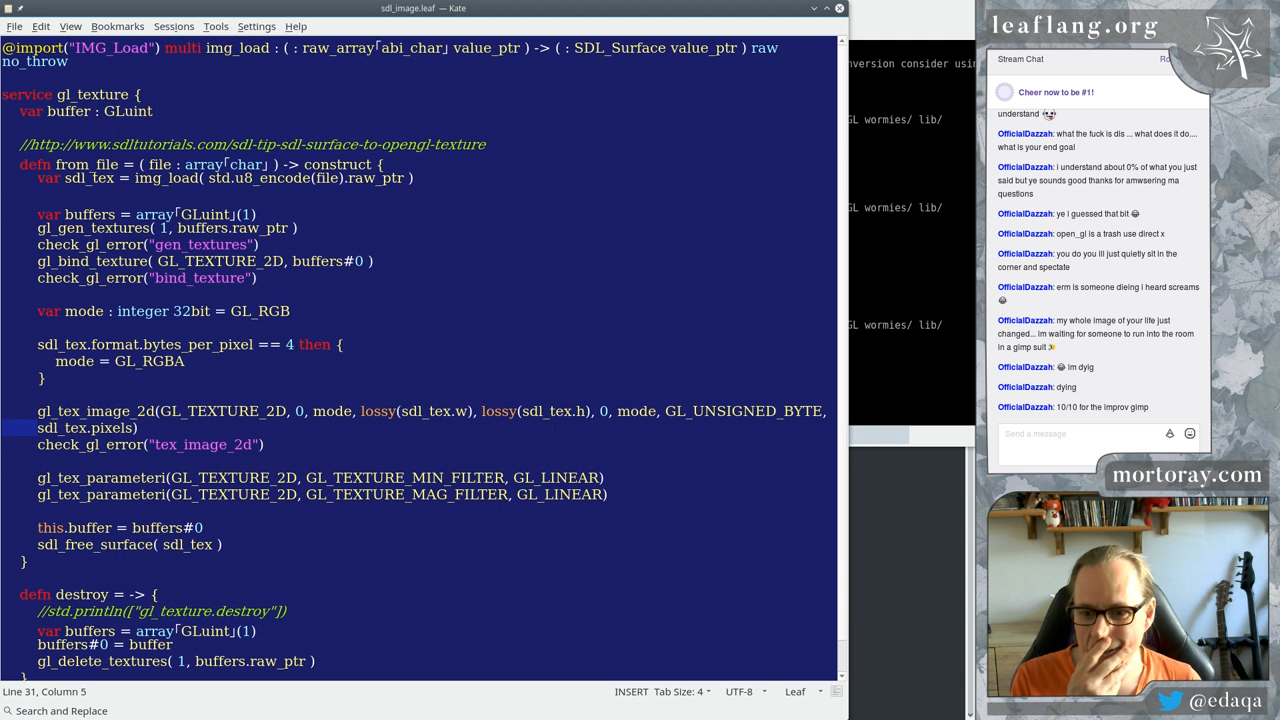 sdl_image.leaf — Kate
File Edit View Bookmarks Sessions Tools Settings Help
@import("IMG_Load") multi img_load : ( : raw_array「abi_char」 value_ptr ) -> ( : SDL_Surface value_ptr ) raw
no_throw
service gl_texture {
var buffer : GLuint
//http://www.sdltutorials.com/sdl-tip-sdl-surface-to-opengl-texture
defn from_file = ( file : array「char」 ) -> construct {
var sdl_tex = img_load( std.u8_encode(file).raw_ptr )
var buffers = array「GLuint」(1)
gl_gen_textures( 1, buffers.raw_ptr )
check_gl_error("gen_textures")
gl_bind_texture( GL_TEXTURE_2D, buffers#0 )
check_gl_error("bind_texture")
var mode : integer 32bit = GL_RGB
sdl_tex.format.bytes_per_pixel == 4 then {
mode = GL_RGBA
}
gl_tex_image_2d(GL_TEXTURE_2D, 0, mode, lossy(sdl_tex.w), lossy(sdl_tex.h), 0, mode, GL_UNSIGNED_BYTE,
sdl_tex.pixels)
check_gl_error("tex_image_2d")
gl_tex_parameteri(GL_TEXTURE_2D, GL_TEXTURE_MIN_FILTER, GL_LINEAR)
gl_tex_parameteri(GL_TEXTURE_2D, GL_TEXTURE_MAG_FILTER, GL_LINEAR)
this.buffer = buffers#0
sdl_free_surface( sdl_tex )
}
defn destroy = -> {
//std.println(["gl_texture.destroy"])
var buffers = array「GLuint」(1)
buffers#0 = buffer
gl_delete_textures( 1, buffers.raw_ptr )
}
Line 31, Column 5 INSERT Tab Size: 4 UTF-8 Leaf
Search and Replace
nversion consider usin
GL wormies/ lib/
GL wormies/ lib/
GL wormies/ lib/
leaflang.org
Stream Chat Ro
Cheer now to be #1!
understand
OfficialDazzah: what the fuck is dis ... what does it do....
what is your end goal
OfficialDazzah: i understand about 0% of what you just
said but ye sounds good thanks for amwsering ma
questions
OfficialDazzah: ye i guessed that bit
OfficialDazzah: open_gl is a trash use direct x
OfficialDazzah: you do you ill just quietly sit in the
corner and spectate
OfficialDazzah: erm is someone dieing i heard screams
OfficialDazzah: my whole image of your life just
changed... im waiting for someone to run into the room
in a gimp suit
OfficialDazzah: im dyig
OfficialDazzah: dying
OfficialDazzah: 10/10 for the improv gimp
Send a message
mortoray.com
@edaqa